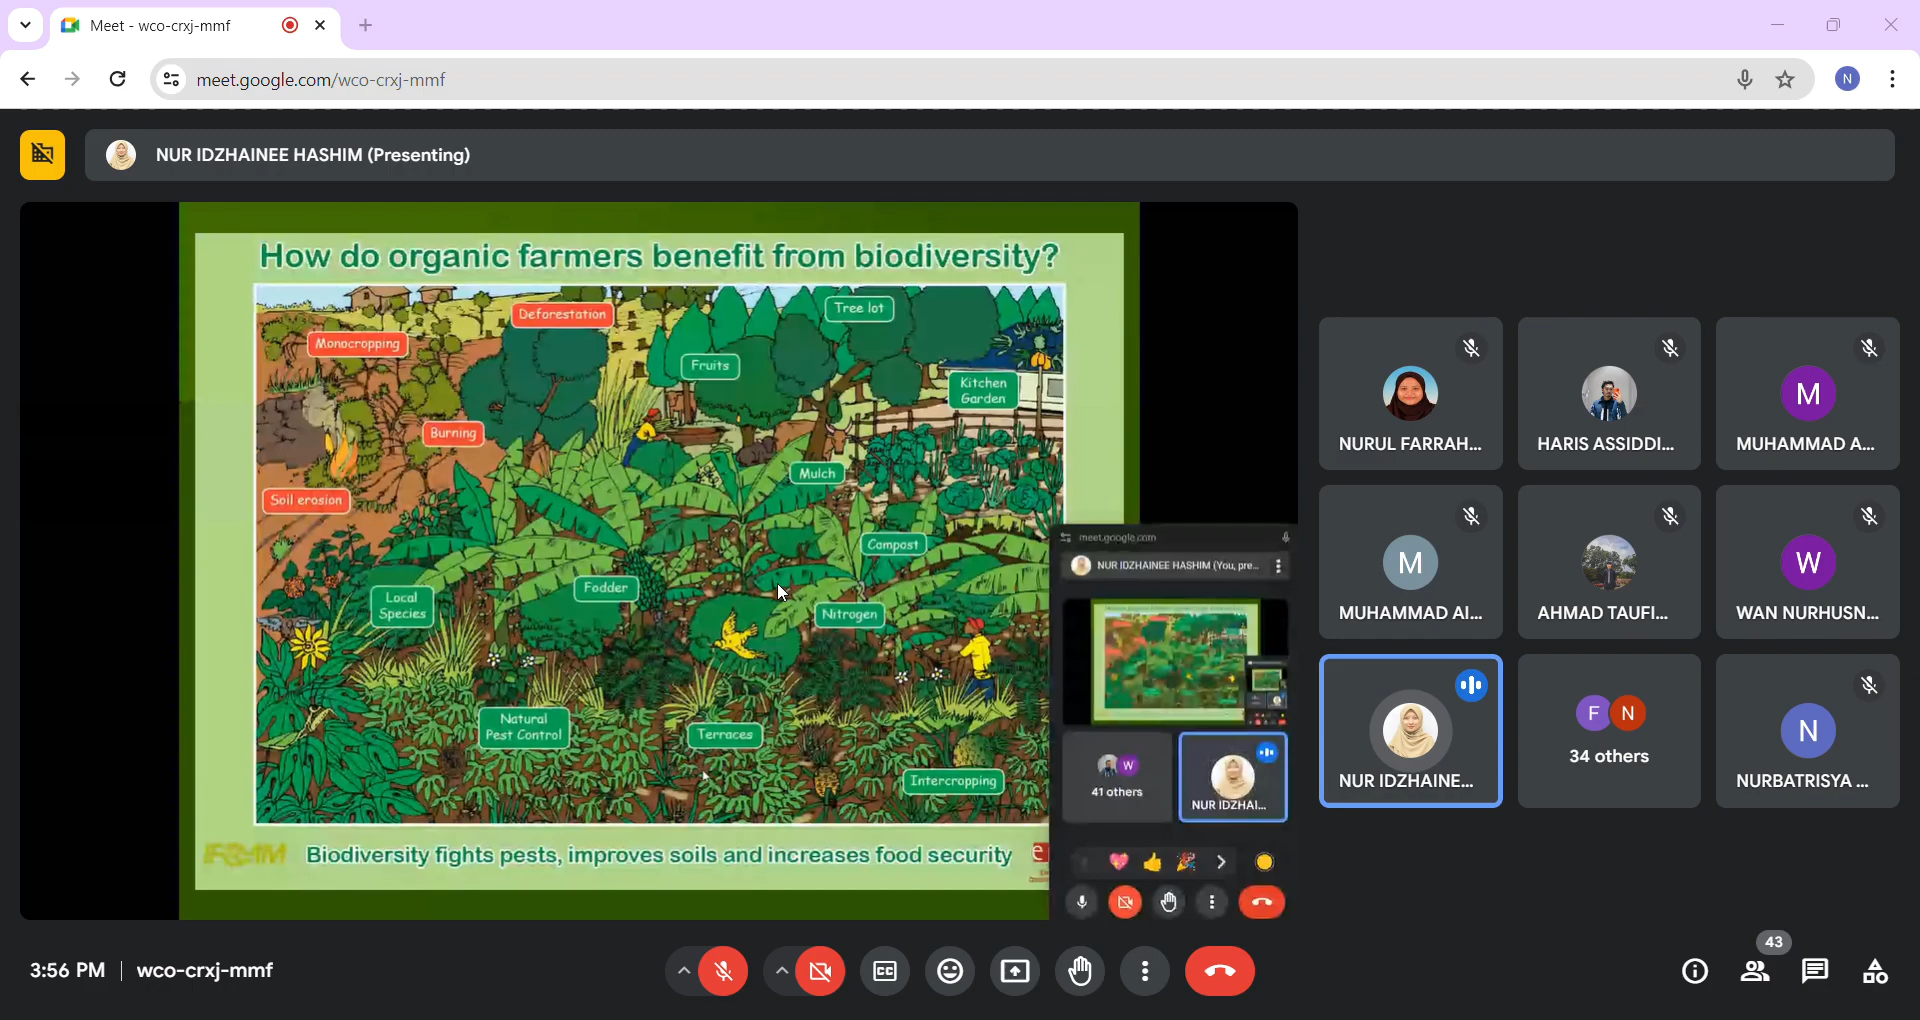 Meet - wco-crxj-mmf
meet.google.com/wco-crxj-mmf
N
NUR IDZHAINEE HASHIM (Presenting)
How do organic farmers benefit from biodiversity?
Deforestation
Tree lot
Monocropping
Fruits
Kitchen
Garden
Burning
Mulch
Soil erosion
Compost
Fodder
Local
Species
Nitrogen
Natural
Pest Control
Terraces
Intercropping
IFOAM
Biodiversity fights pests, improves soils and increases food security
meet.google.com
NUR IDZHAINEE HASHIM (You, pre...
W
41 others
NUR IDZHAI...
NURUL FARRAH...
HARIS ASSIDDI...
M
MUHAMMAD A...
M
MUHAMMAD AI...
AHMAD TAUFI...
W
WAN NURHUSN...
NUR IDZHAINE...
F N
34 others
N
NURBATRISYA ...
3:56 PM | wco-crxj-mmf
CC
43